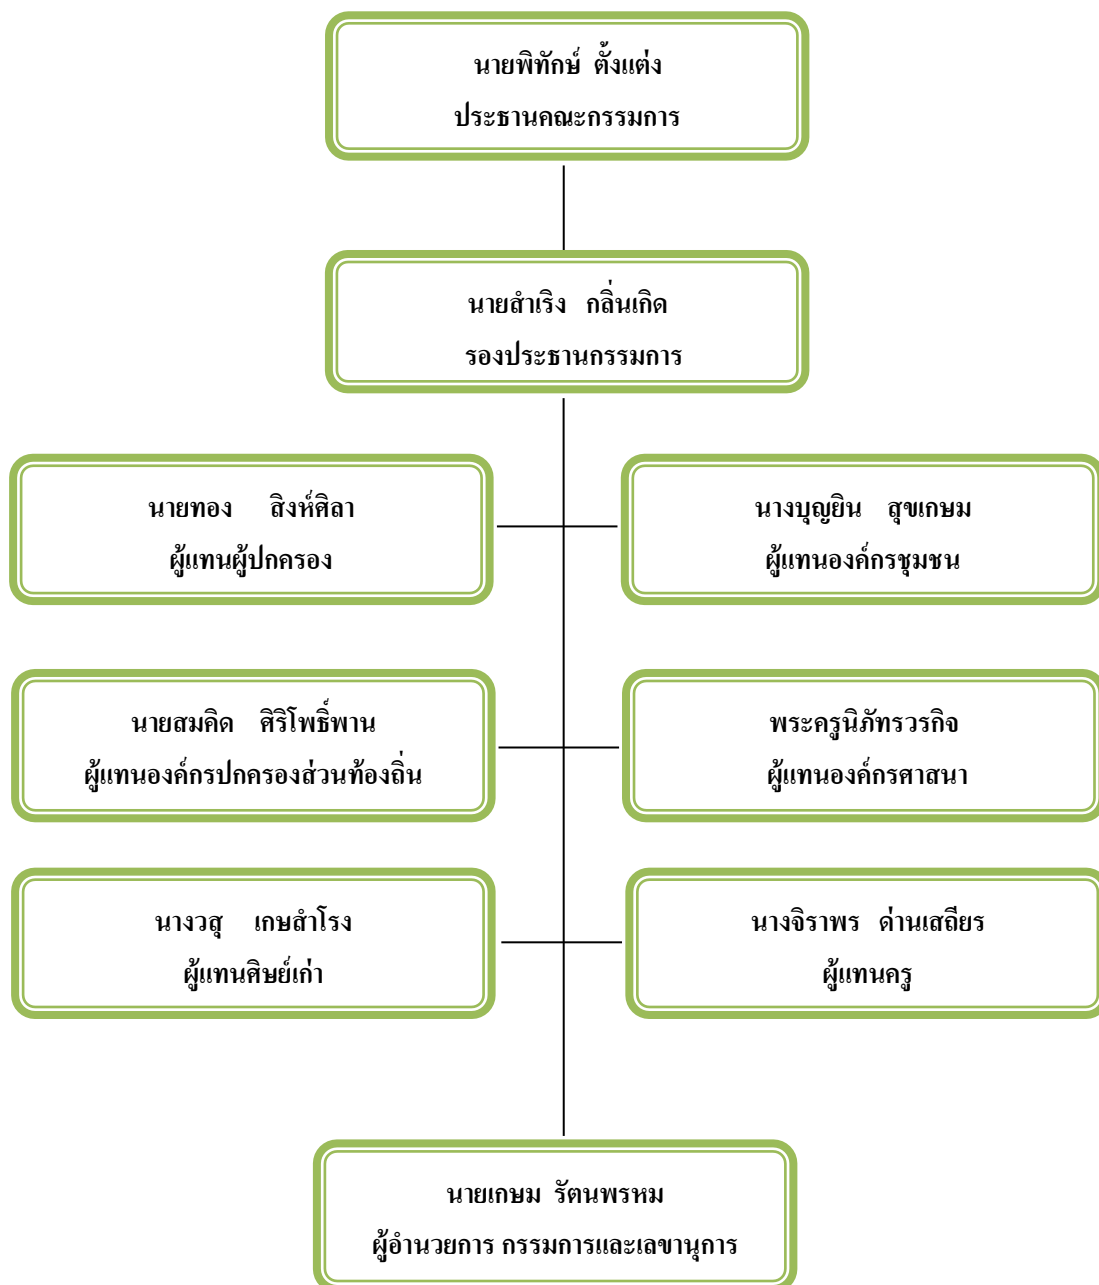 นายพิทักษ์ ตั้งแต่ง
ประธานคณะกรรมการ
นายสำเริง กลิ่นเกิด
รองประธานกรรมการ
นายทอง สิงห์ศิลา
ผู้แทนผู้ปกครอง
นางบุญยิน สุขเกษม
ผู้แทนองค์กรชุมชน
นายสมคิด ศิริโพธิ์พาน
ผู้แทนองค์กรปกครองส่วนท้องถิ่น
พระครูนิภัทรวรกิจ
ผู้แทนองค์กรศาสนา
นางวสุ เกษสำโรง
ผู้แทนศิษย์เก่า
นางจิราพร ด่านเสถียร
ผู้แทนครู
นายเกษม รัตนพรหม
ผู้อำนวยการ กรรมการและเลขานุการ